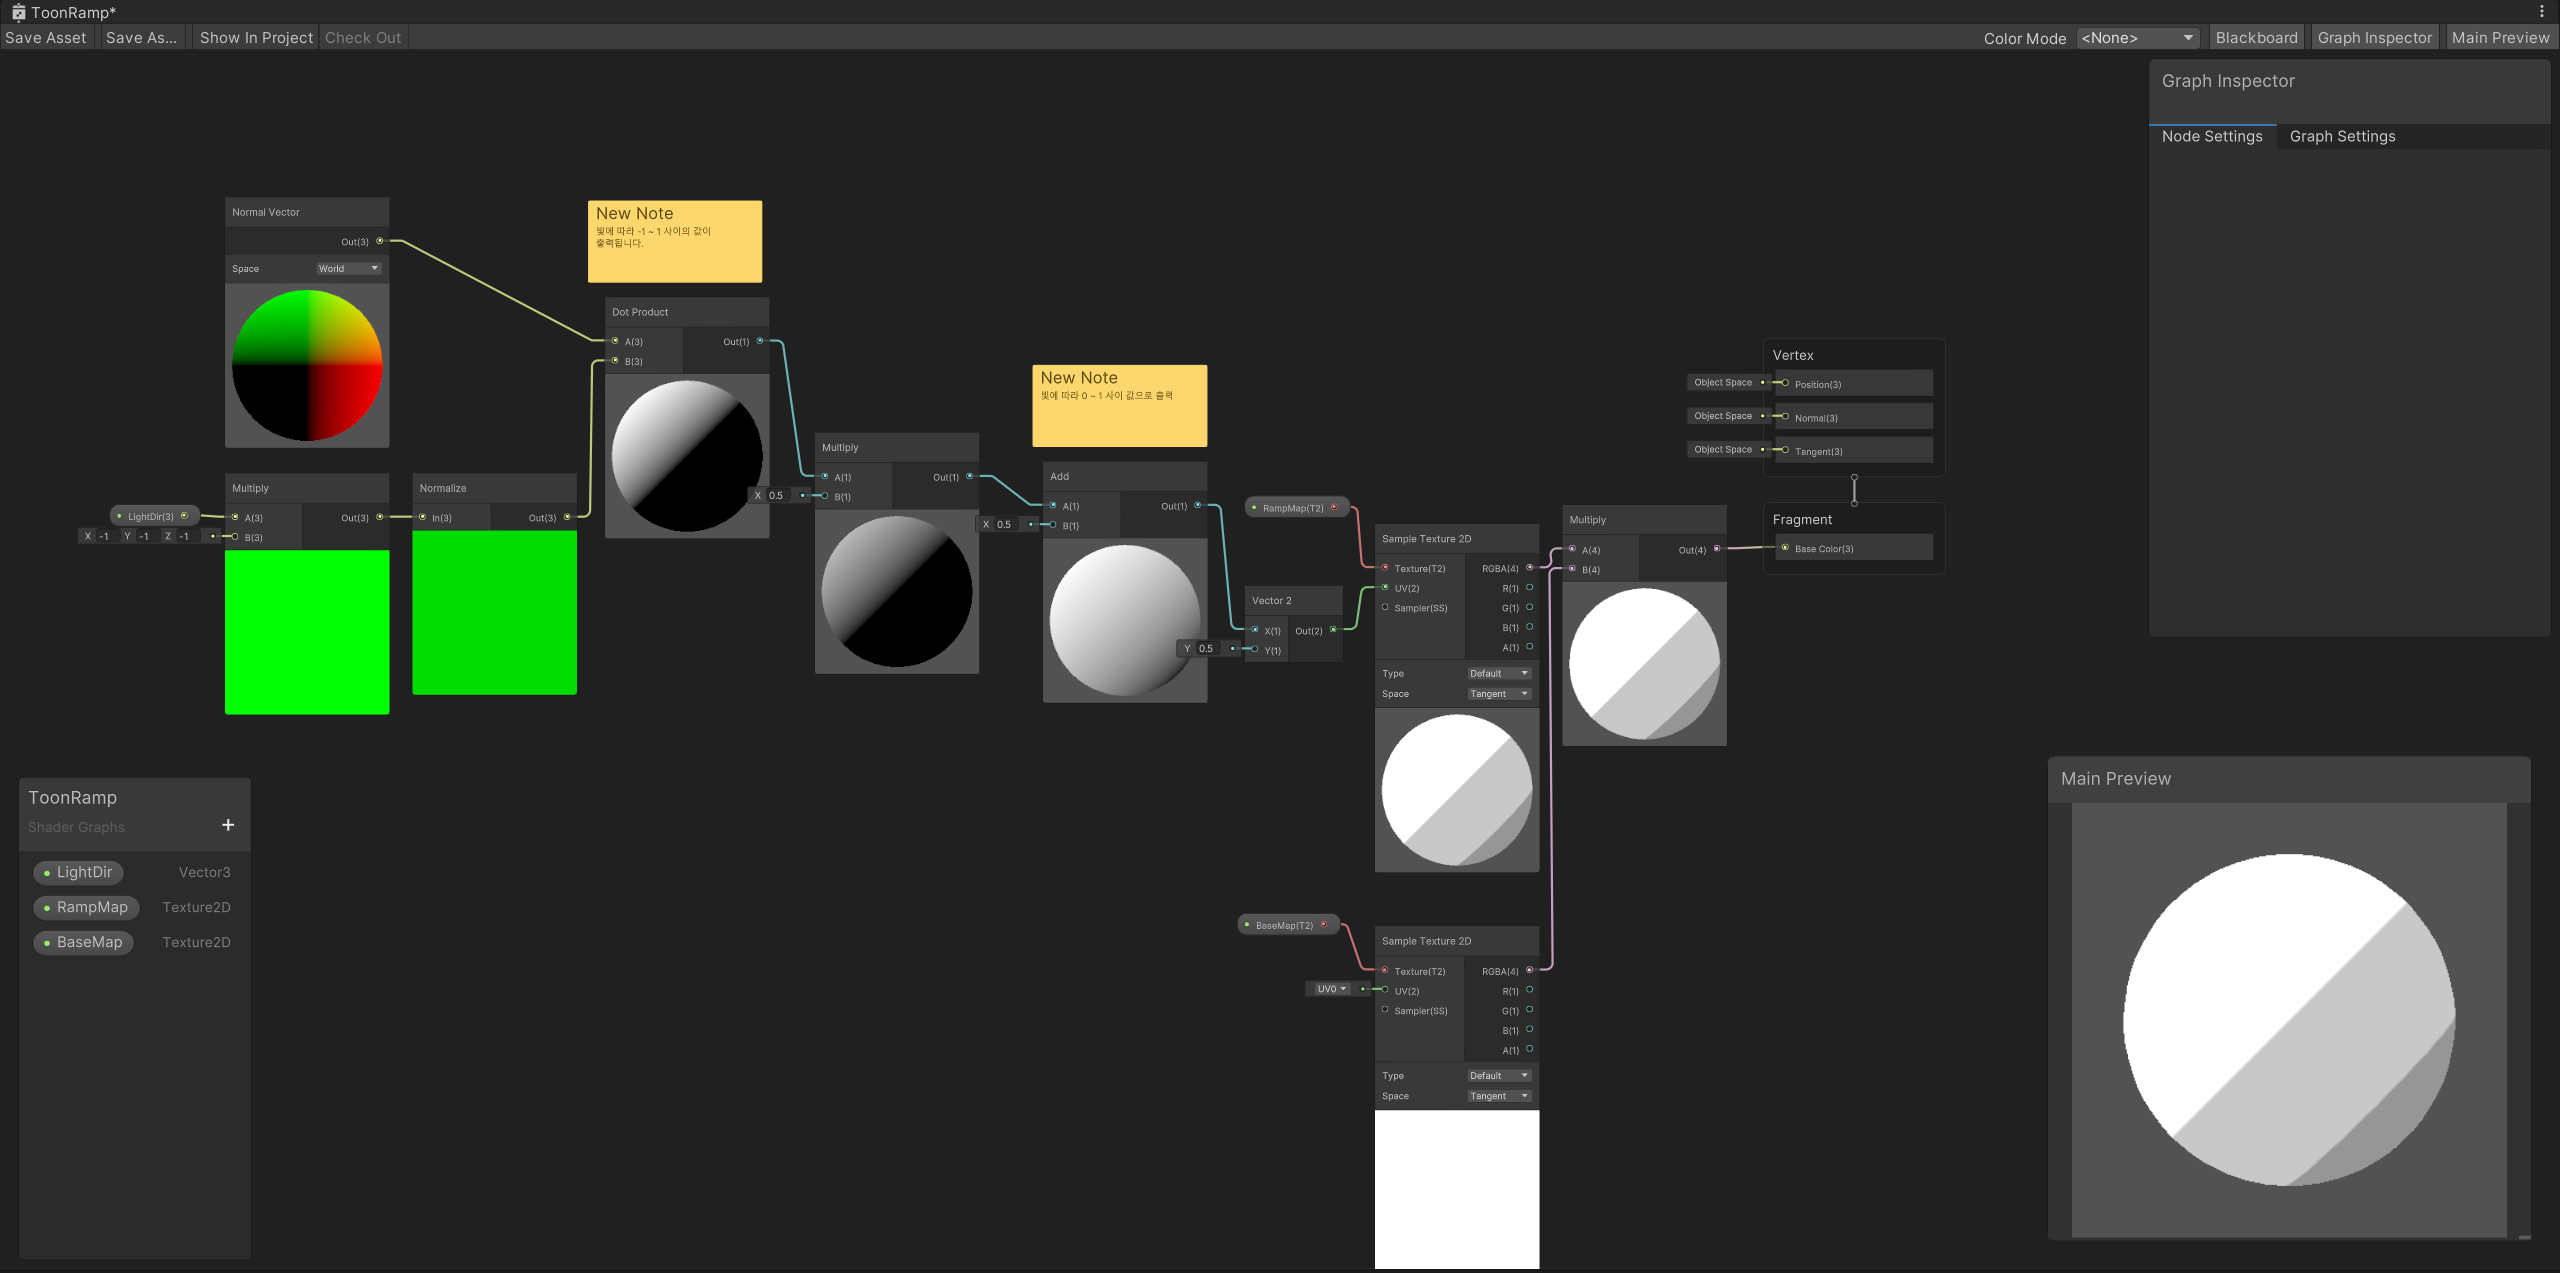 ToonRamp*
Save Asset
Save As...
Show In Project
Check Out
Color Mode
<None>
Blackboard
Graph Inspector
Main Preview
Graph Inspector
Node Settings
Graph Settings
Normal Vector
Out(3)
Space
World
New Note
빛에 따라 -1 ~ 1 사이의 값이
출력됩니다.
Dot Product
A(3)
Out(1)
B(3)
LightDir(3)
X -1 Y -1 Z -1
Multiply
A(3)
Out(3)
B(3)
Normalize
In(3)
Out(3)
X 0.5
Multiply
A(1)
Out(1)
B(1)
New Note
빛에 따라 0 ~ 1 사이 값으로 출력
X 0.5
Add
A(1)
Out(1)
B(1)
RampMap(T2)
Y 0.5
Vector 2
X(1)
Out(2)
Y(1)
Sample Texture 2D
Texture(T2)
RGBA(4)
UV(2)
R(1)
Sampler(SS)
G(1)
B(1)
A(1)
Type
Default
Space
Tangent
Multiply
A(4)
Out(4)
B(4)
Vertex
Object Space
Position(3)
Object Space
Normal(3)
Object Space
Tangent(3)
Fragment
Base Color(3)
BaseMap(T2)
UV0
Sample Texture 2D
Texture(T2)
RGBA(4)
UV(2)
R(1)
Sampler(SS)
G(1)
B(1)
A(1)
Type
Default
Space
Tangent
ToonRamp
Shader Graphs
+
LightDir
Vector3
RampMap
Texture2D
BaseMap
Texture2D
Main Preview